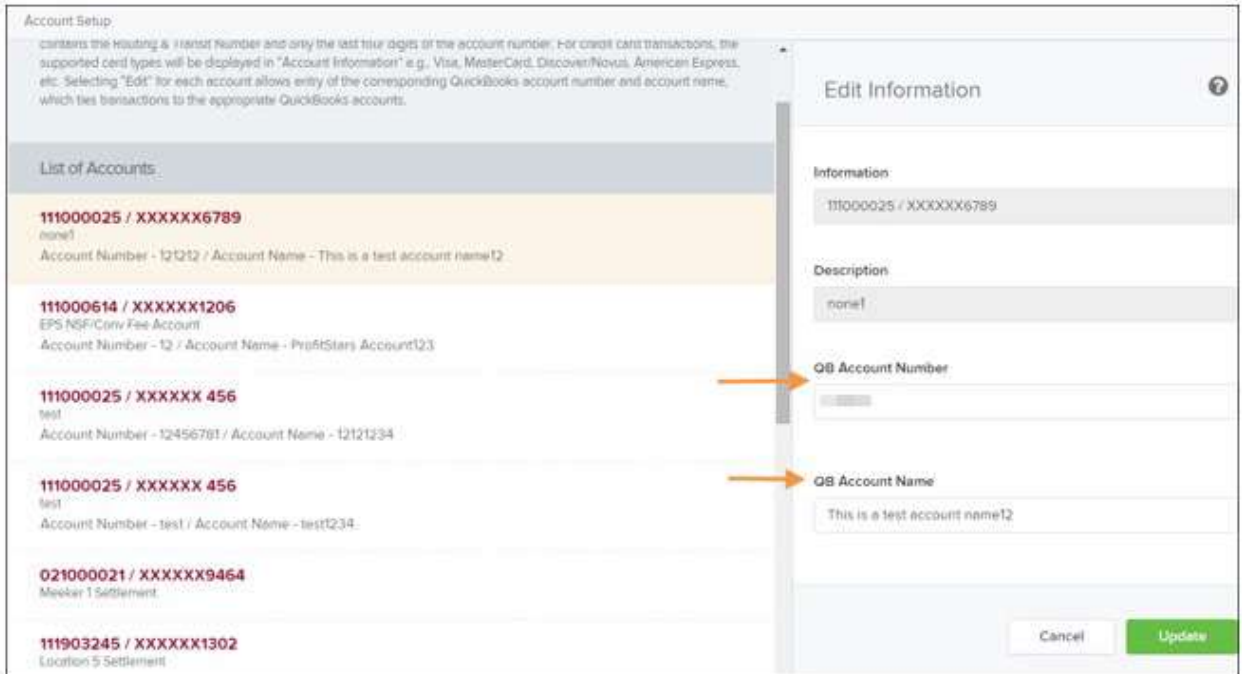 Account Setup
contains the Routing & Transit Number and only the last four digits of the account number. For credit card transactions, the
supported card types will be displayed in "Account Information" e.g., Visa, MasterCard, Discover/Novus, American Express,
etc. Selecting "Edit" for each account allows entry of the corresponding QuickBooks account number and account name,
which ties transactions to the appropriate QuickBooks accounts.
List of Accounts
111000025 / XXXXXX6789
none1
Account Number - 121212 / Account Name - This is a test account name12
111000614 / XXXXXX1206
EPS NSF/Conv Fee Account
Account Number - 12 / Account Name - ProfitStars Account123
111000025 / XXXXXX 456
test
Account Number - 12456781 / Account Name - 12121234
111000025 / XXXXXX 456
test
Account Number - test / Account Name - test1234
021000021 / XXXXXX9464
Meeker 1 Settlement
111903245 / XXXXXX1302
Location 5 Settlement
Edit Information
Information
111000025 / XXXXXX6789
Description
none1
QB Account Number
QB Account Name
This is a test account name12
Cancel
Update